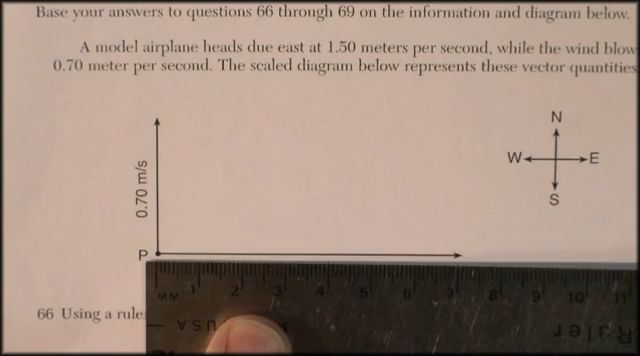 Base your answers to questions 66 through 69 on the information and diagram below.
A model airplane heads due east at 1.50 meters per second, while the wind blow
0.70 meter per second. The scaled diagram below represents these vector quantities
N
W E
S
0.70 m/s
P
MM 1 2 3 4 5 6 7 8 9 10 11
66 Using a rule
USA
Ruler